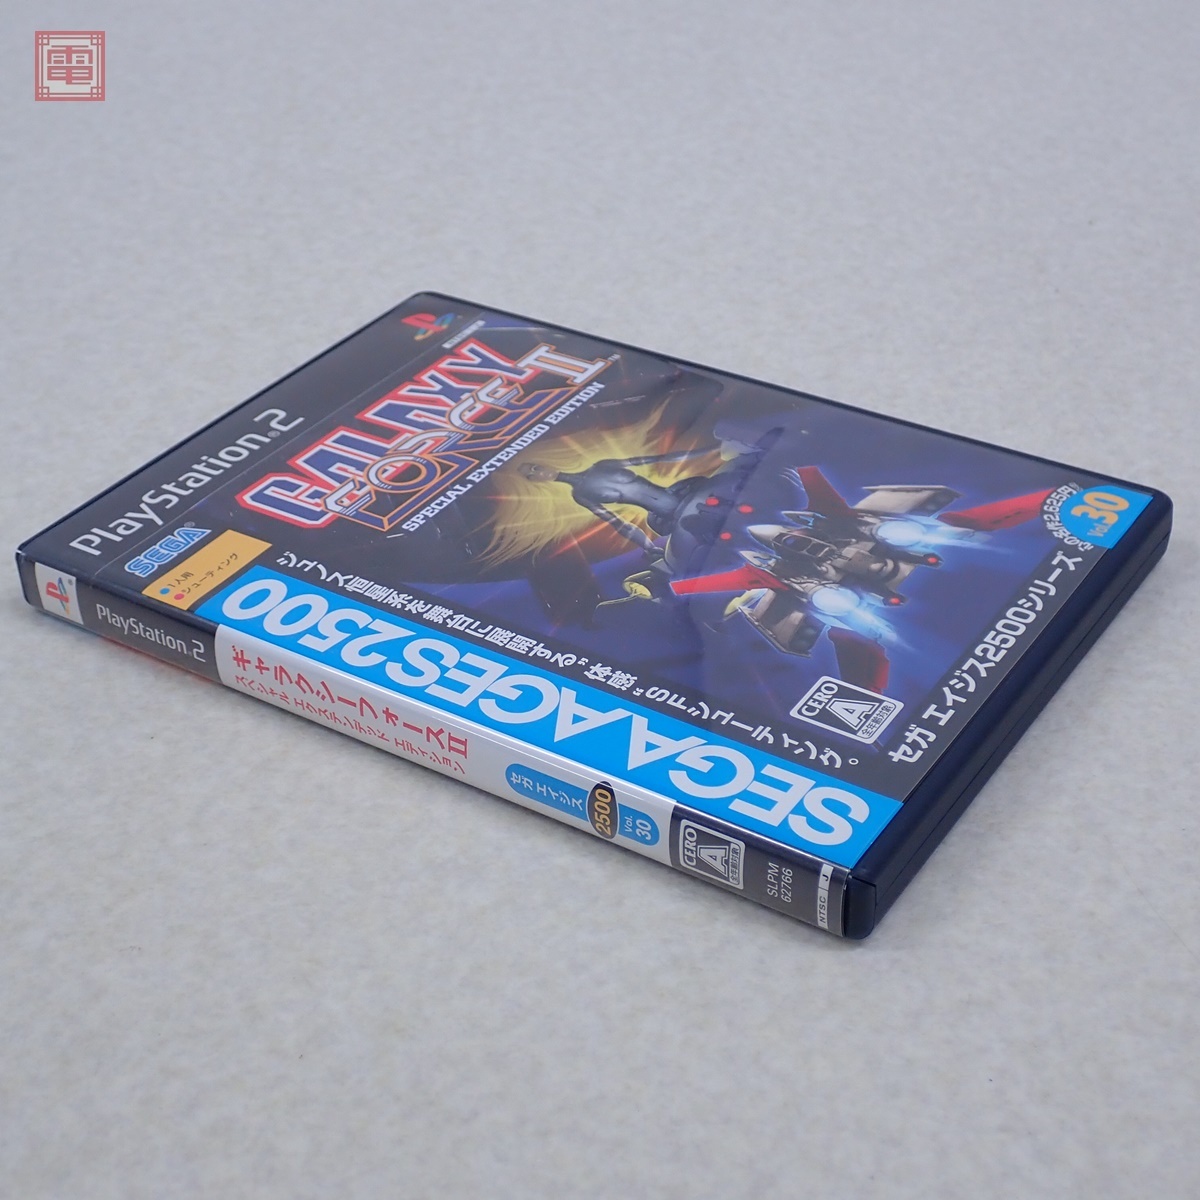 電
PlayStation®2
GALAXY
FORCE II™
SPECIAL EXTENDED EDITION
SEGA®
1人用
シューティング
ジュノス惑星系を舞台に展開する"体感"SFシューティング。
SEGA AGES 2500
CERO
A
全年齢対象
セガ エイジス2500シリーズ
Vol.30
PlayStation®2
ギャラクシーフォースII
スペシャル エクステンデッド エディション
セガ エイジス
2500
Vol.
30
CERO
A
全年齢対象
SLPM
62766
NTSC J